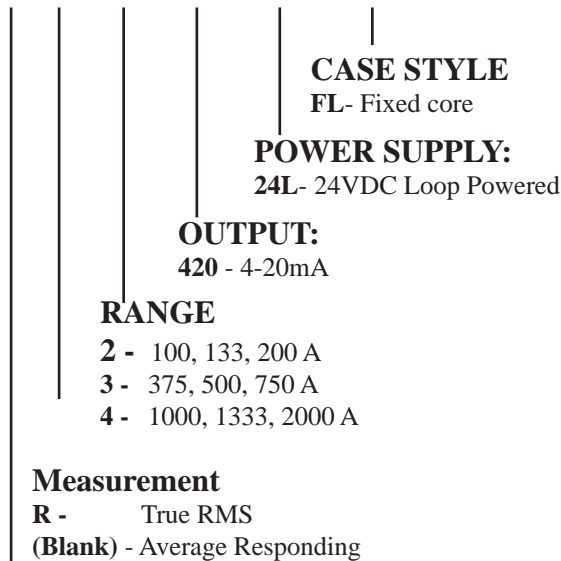 CASE STYLE
FL- Fixed core
POWER SUPPLY:
24L- 24VDC Loop Powered
OUTPUT:
420 - 4-20mA
RANGE
2 - 100, 133, 200 A
3 - 375, 500, 750 A
4 - 1000, 1333, 2000 A
Measurement
R - True RMS
(Blank) - Average Responding